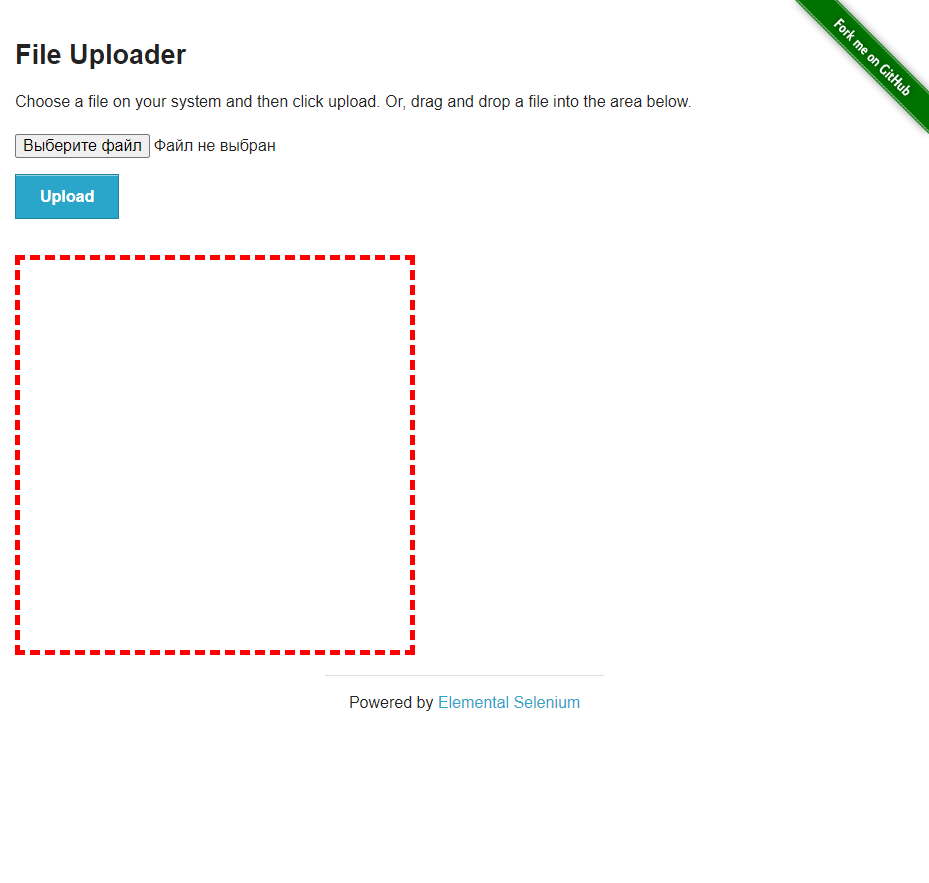 Fork me on GitHub
File Uploader
Choose a file on your system and then click upload. Or, drag and drop a file into the area below.
Выберите файл Файл не выбран
Upload
Powered by Elemental Selenium